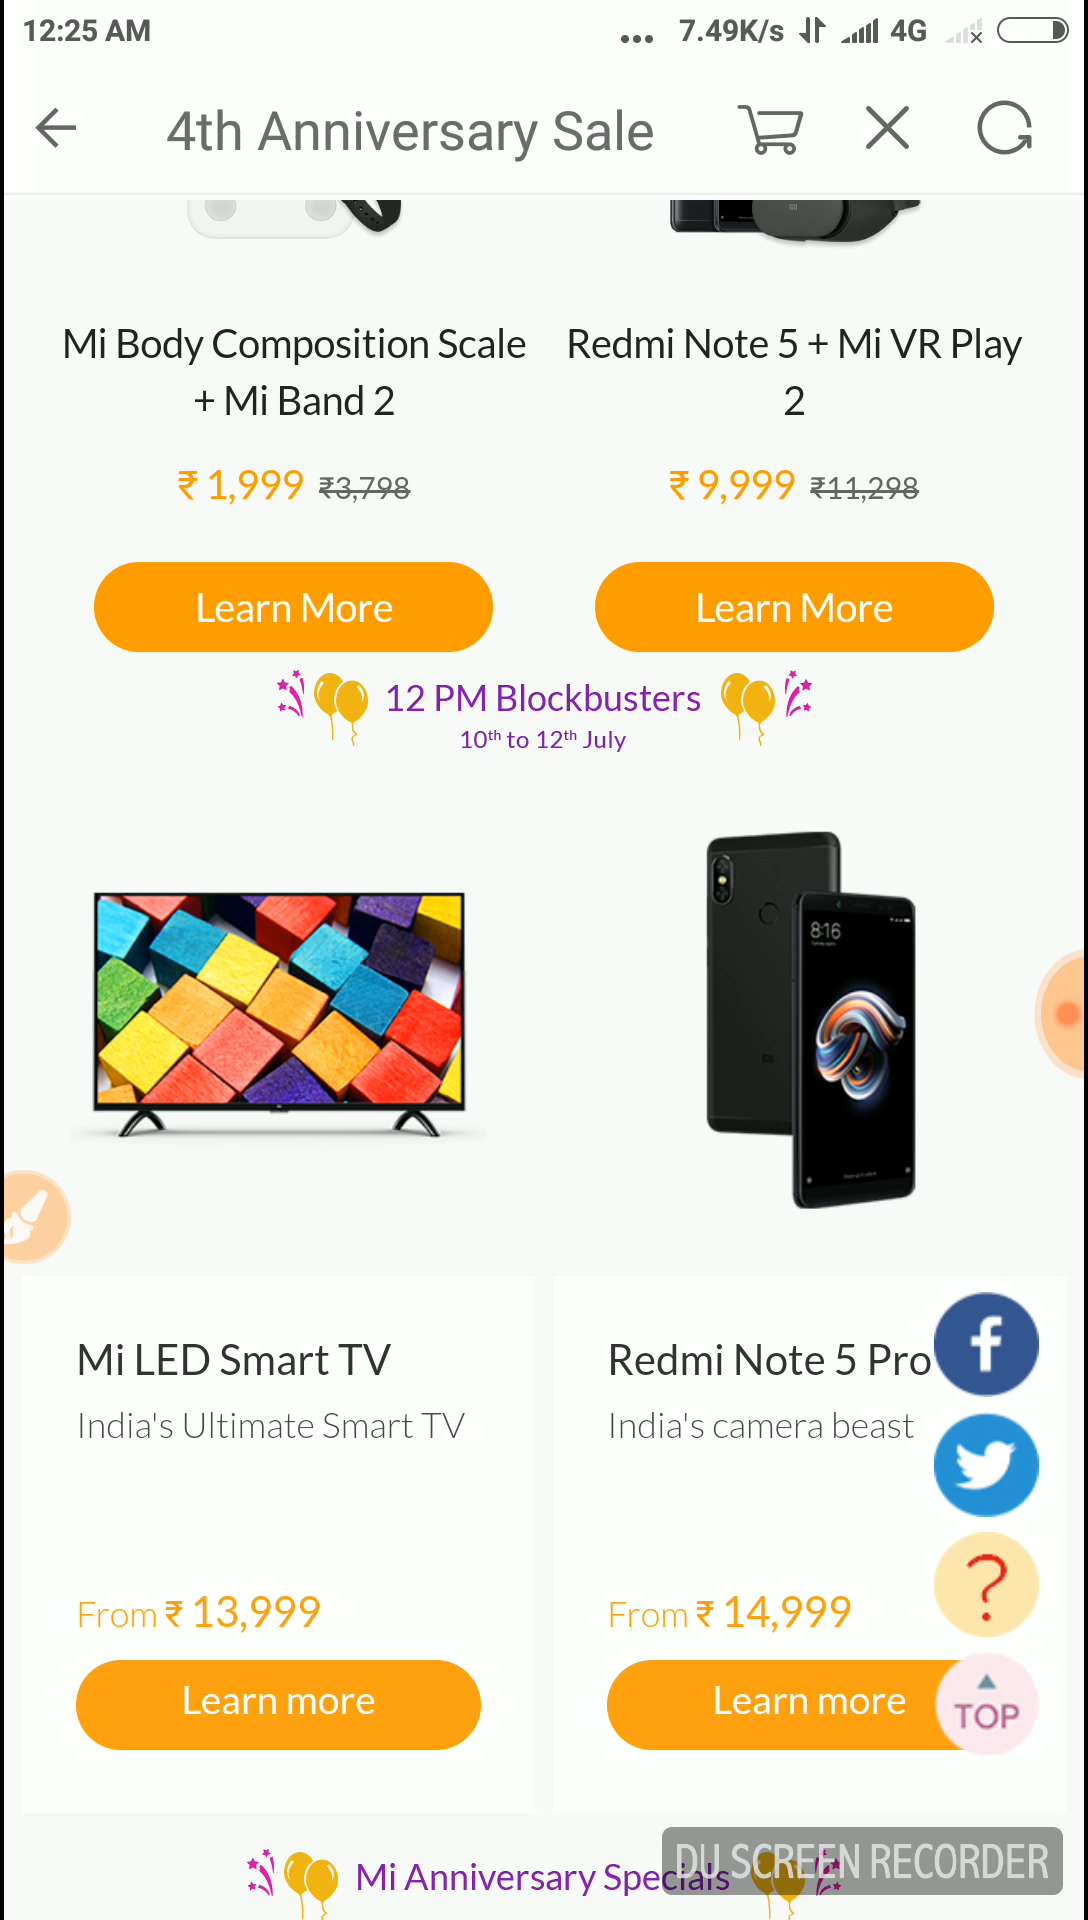 12:25 AM
... 7.49K/s 4G
4th Anniversary Sale
Mi Body Composition Scale
+ Mi Band 2
Redmi Note 5 + Mi VR Play
2
₹ 1,999 ₹3,798
₹ 9,999 ₹11,298
Learn More
Learn More
12 PM Blockbusters
10th to 12th July
8:16
Mi LED Smart TV
India's Ultimate Smart TV
From ₹ 13,999
Learn more
Redmi Note 5 Pro
India's camera beast
From ₹ 14,999
Learn more
f
?
TOP
Mi Anniversary Specials
DU SCREEN RECORDER